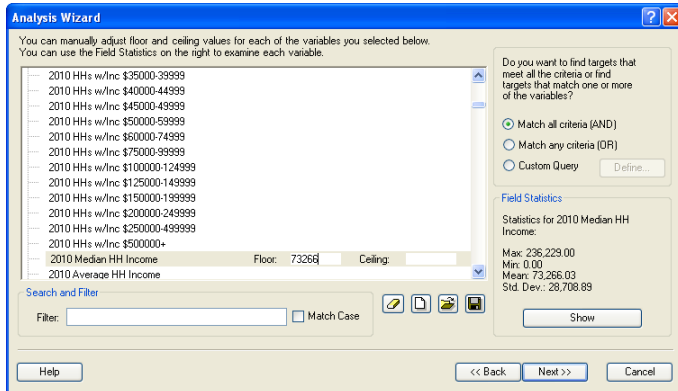 Analysis Wizard
You can manually adjust floor and ceiling values for each of the variables you selected below.
You can use the Field Statistics on the right to examine each variable.
2010 HHs w/Inc $35000-39999
2010 HHs w/Inc $40000-44999
2010 HHs w/Inc $45000-49999
2010 HHs w/Inc $50000-59999
2010 HHs w/Inc $60000-74999
2010 HHs w/Inc $75000-99999
2010 HHs w/Inc $100000-124999
2010 HHs w/Inc $125000-149999
2010 HHs w/Inc $150000-199999
2010 HHs w/Inc $200000-249999
2010 HHs w/Inc $250000-499999
2010 HHs w/Inc $500000+
2010 Median HH Income Floor: 73266 Ceiling:
2010 Average HH Income
Search and Filter
Filter: Match Case
Do you want to find targets that
meet all the criteria or find
targets that match one or more
of the variables?
Match all criteria (AND)
Match any criteria (OR)
Custom Query Define...
Field Statistics
Statistics for 2010 Median HH
Income:
Max: 236,229.00
Min: 0.00
Mean: 73,266.03
Std. Dev.: 28,708.89
Show
Help << Back Next >> Cancel